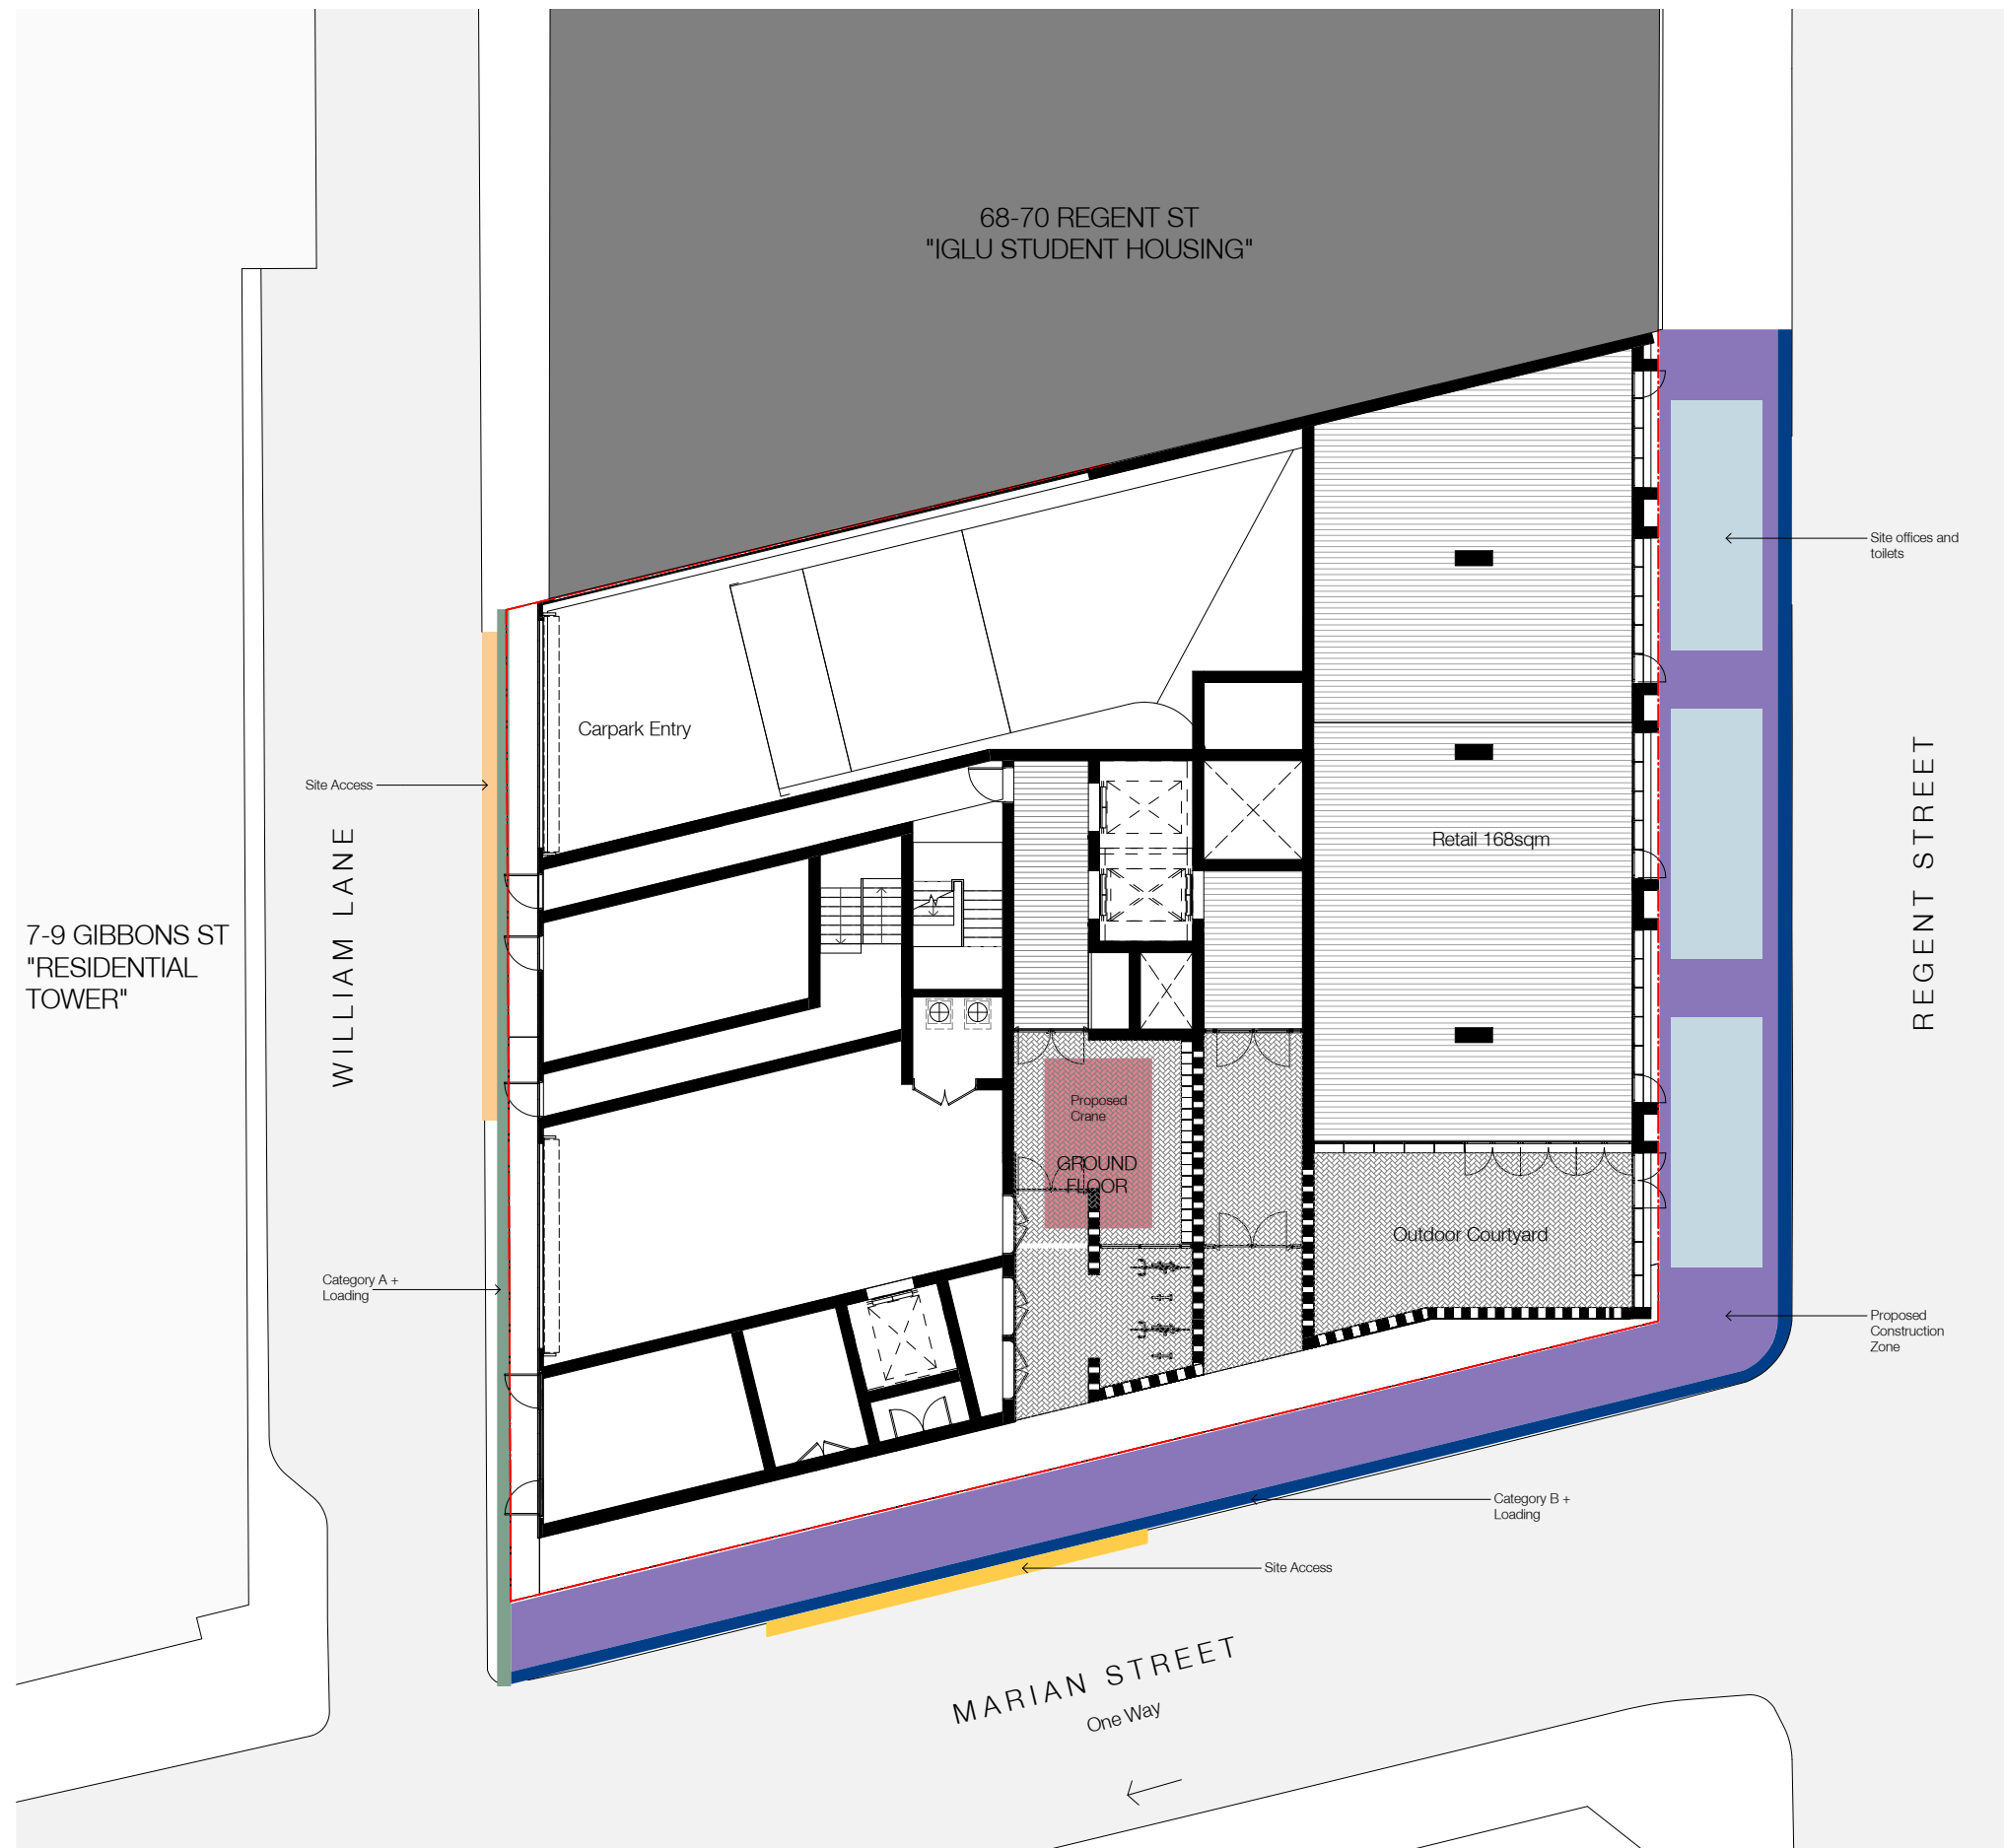 68-70 REGENT ST
"IGLU STUDENT HOUSING"
Site offices and
toilets
Carpark Entry
Site Access
REGENT STREET
WILLIAM LANE
Retail 168sqm
7-9 GIBBONS ST
"RESIDENTIAL
TOWER"
Proposed
Crane
GROUND
FLOOR
Outdoor Courtyard
Category A +
Loading
Proposed
Construction
Zone
Category B +
Loading
Site Access
MARIAN STREET
One Way